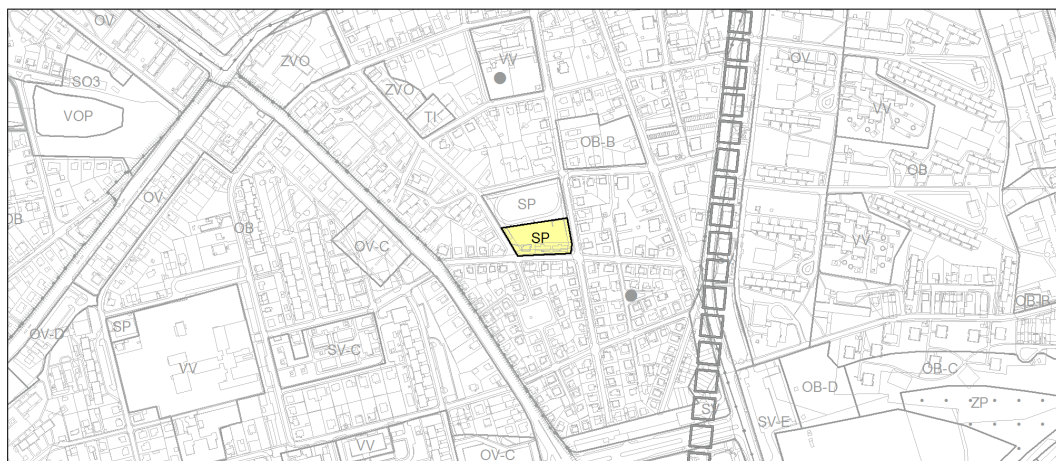 OV
ZVO
VV
OV
SO3
ZVO
VOP
TI
VV
OB-B
OB
OV
SP
OB
OB
SP
OV-C
VV
OB-B
SP
OV-D
SV-C
VV
OB-C
OB-D
ZP
SV
SV-E
VV
OV-C